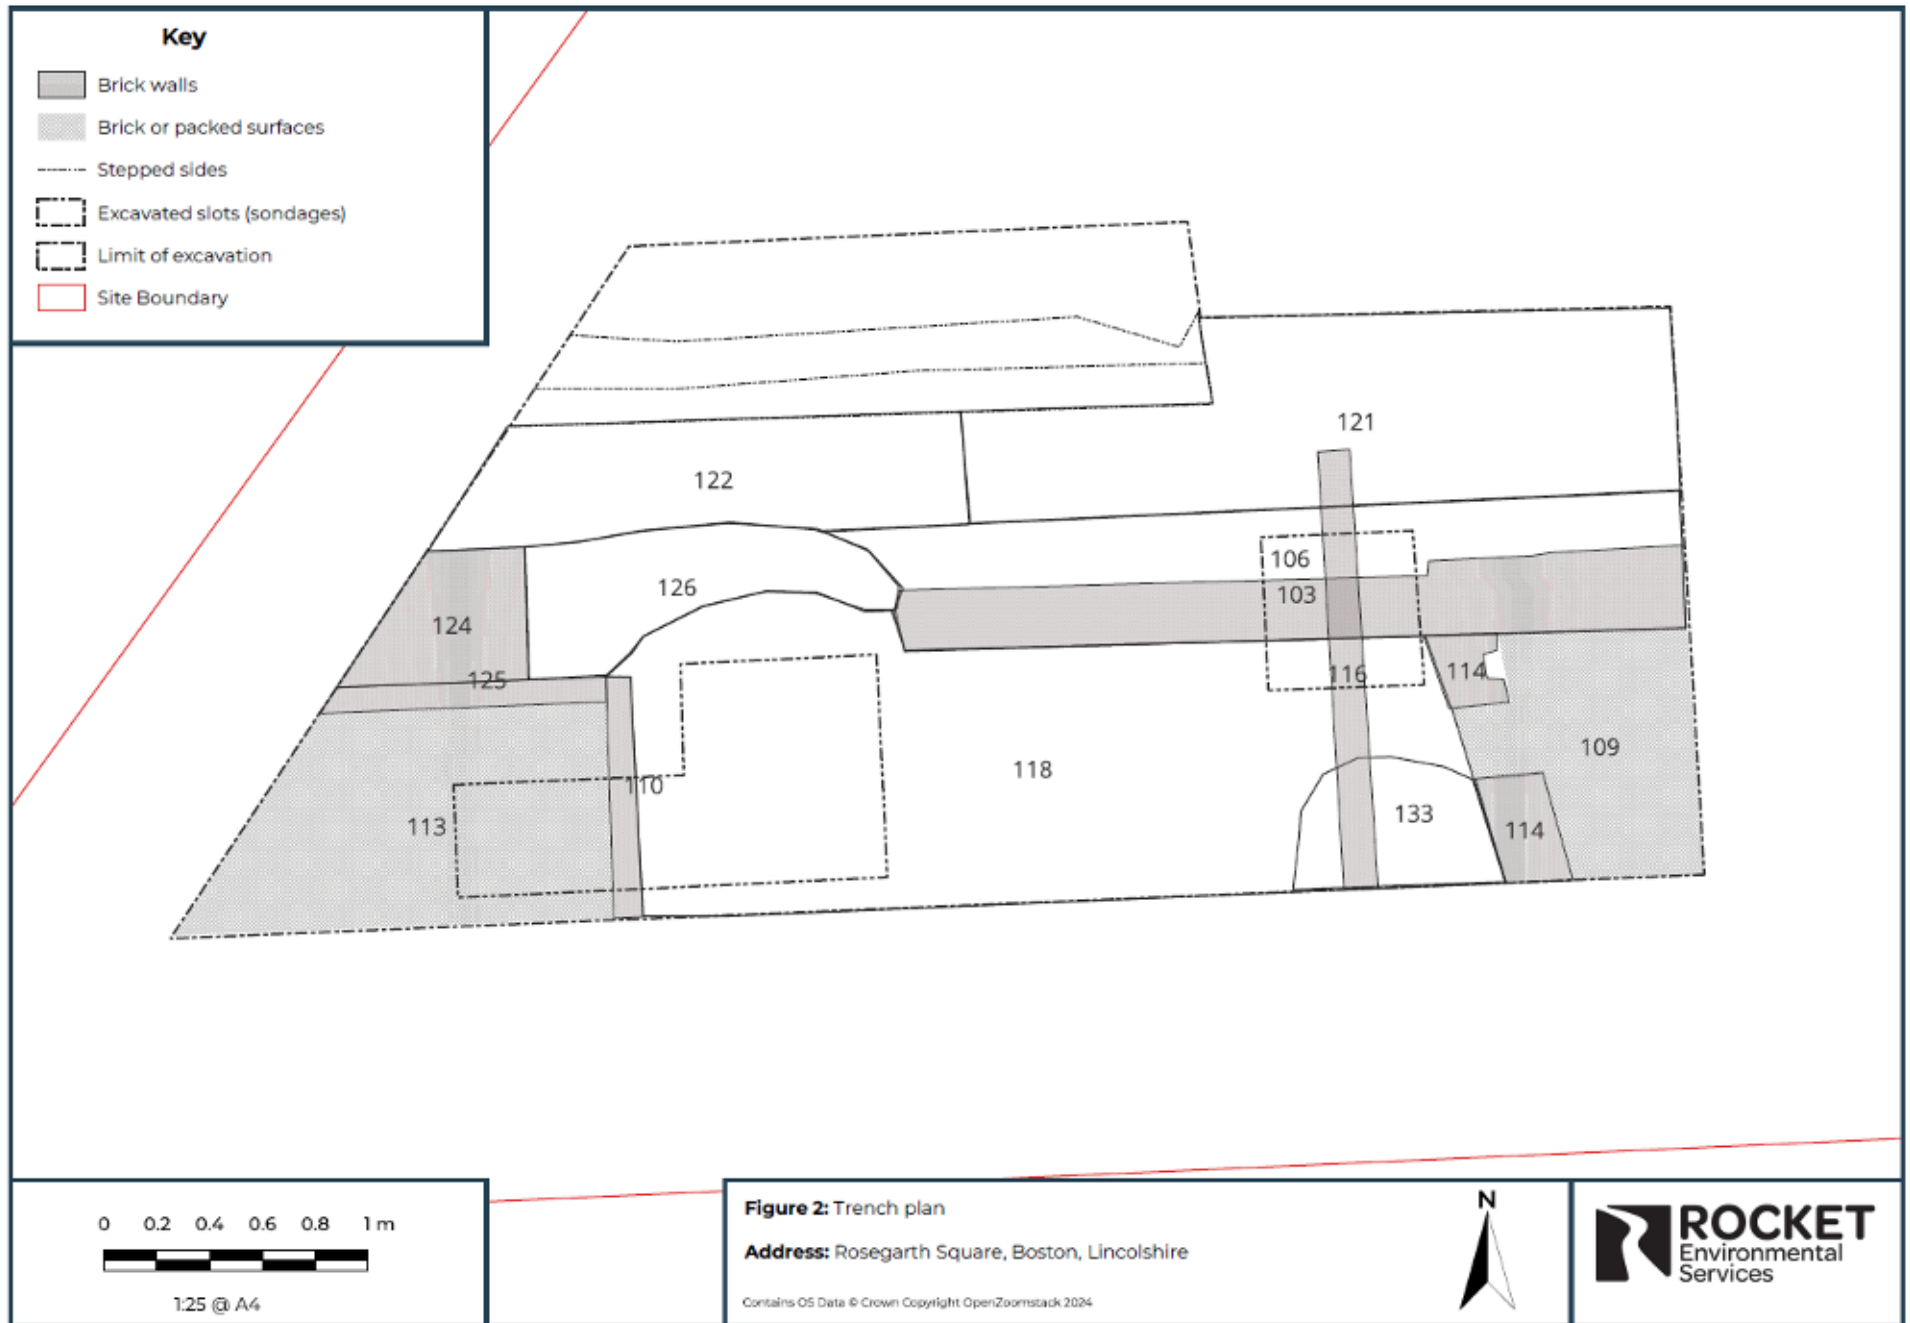 Key
Brick walls
Brick or packed surfaces
Stepped sides
Excavated slots (sondages)
Limit of excavation
Site Boundary
121
122
106
126
103
124
114
116
125
109
118
110
133
113
114
0 0.2 0.4 0.6 0.8 1 m
1:25 @ A4
Figure 2: Trench plan
Address: Rosegarth Square, Boston, Lincolshire
Contains OS Data © Crown Copyright OpenZoomstack 2024
N
ROCKET
Environmental
Services